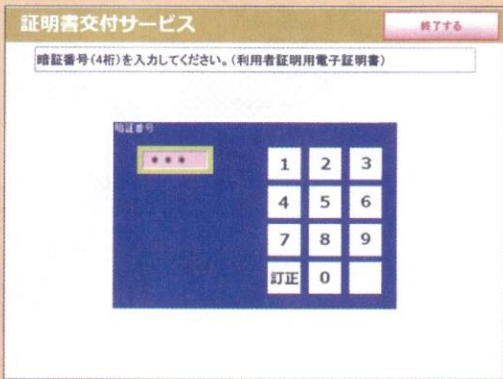 証明書交付サービス
終了する
暗証番号(4桁)を入力してください。(利用者証明用電子証明書)
暗証番号
***
1 2 3
4 5 6
7 8 9
訂正 0